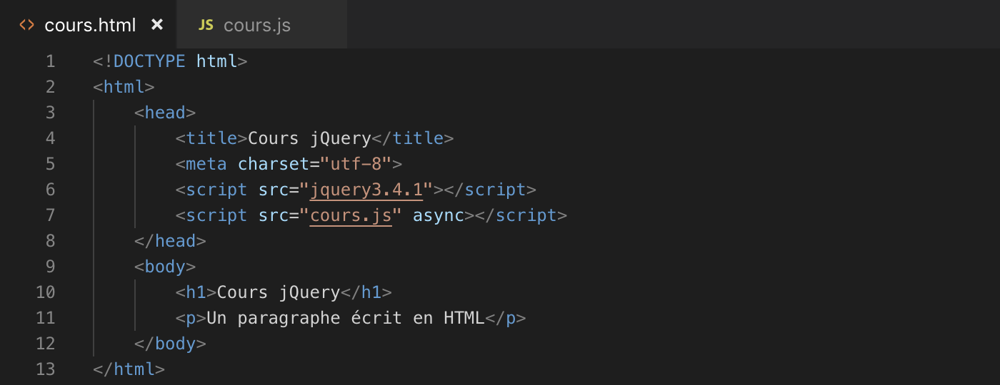 <> cours.html ×
JS cours.js
1 <!DOCTYPE html>
2 <html>
3 <head>
4 <title>Cours jQuery</title>
5 <meta charset="utf-8">
6 <script src="jquery3.4.1"></script>
7 <script src="cours.js" async></script>
8 </head>
9 <body>
10 <h1>Cours jQuery</h1>
11 <p>Un paragraphe écrit en HTML</p>
12 </body>
13 </html>